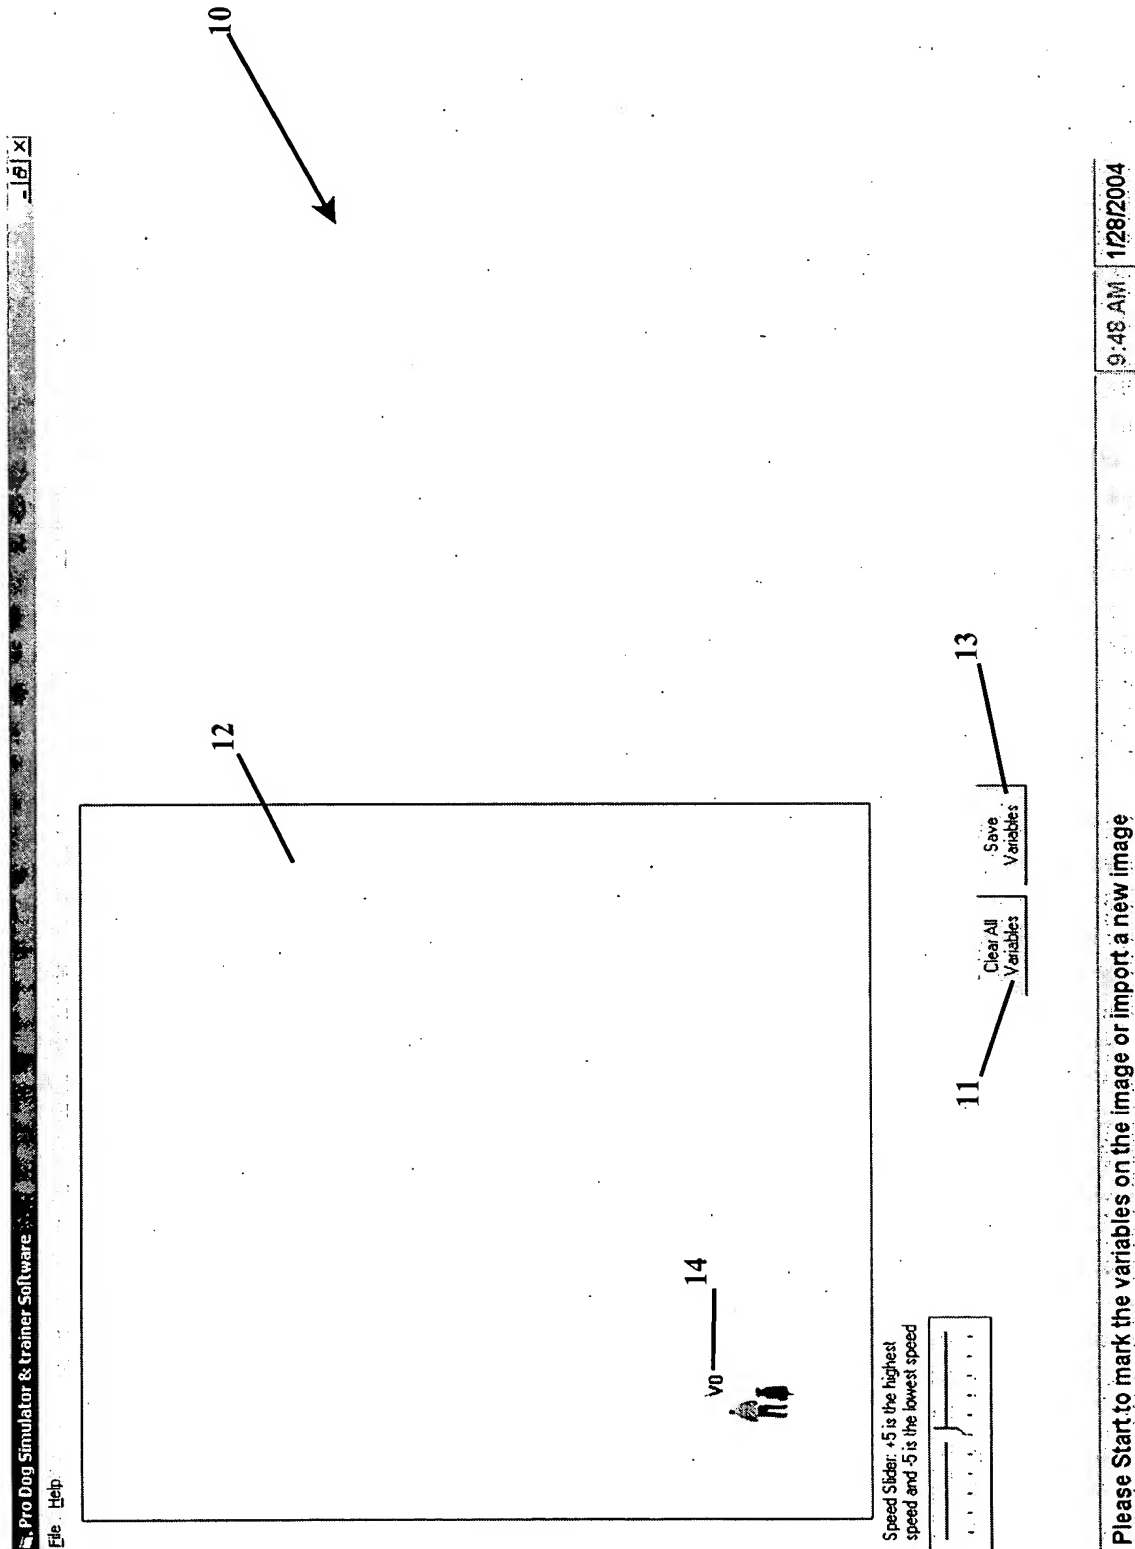 Pro Dog Simulator & trainer Software
File Help
10
12
V0
14
Speed Slider: +5 is the highest
speed and -5 is the lowest speed
11
Clear All
Variables
Save
Variables
13
Please Start to mark the variables on the image or import a new image
9:48 AM
1/28/2004